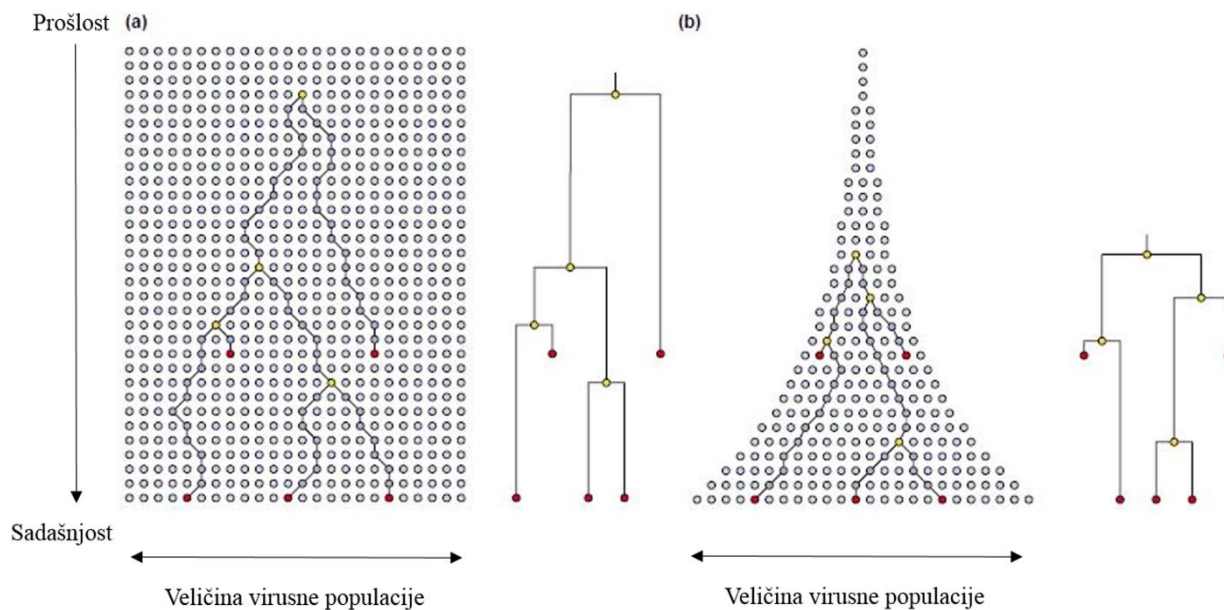 Prošlost
(a)
(b)
Sadašnjost
Veličina virusne populacije
Veličina virusne populacije